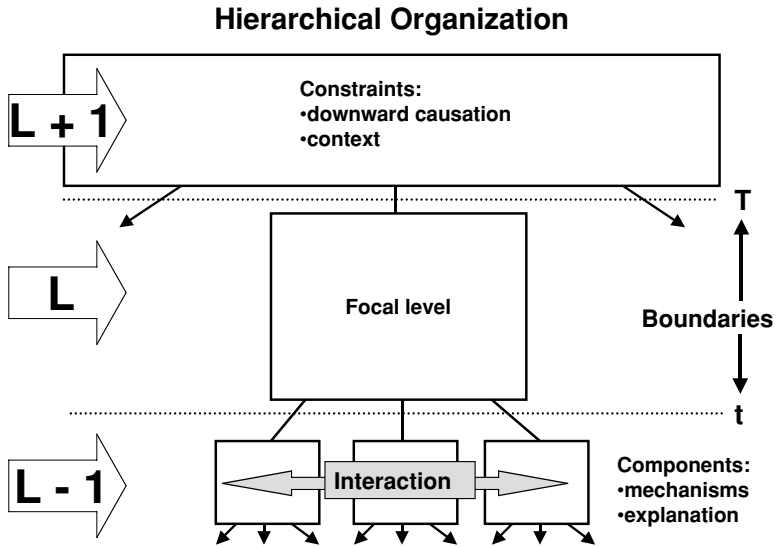 Hierarchical Organization
L + 1
Constraints:
•downward causation
•context
T
L
Focal level
Boundaries
t
L - 1
Interaction
Components:
•mechanisms
•explanation